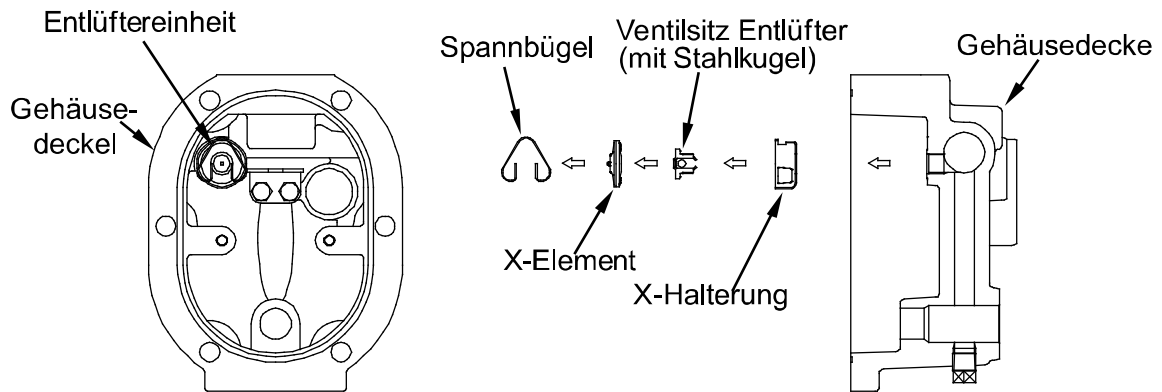 Entlüftereinheit
Gehäuse-
deckel
Spannbügel
Ventilsitz Entlüfter
(mit Stahlkugel)
Gehäusedecke
X-Element
X-Halterung